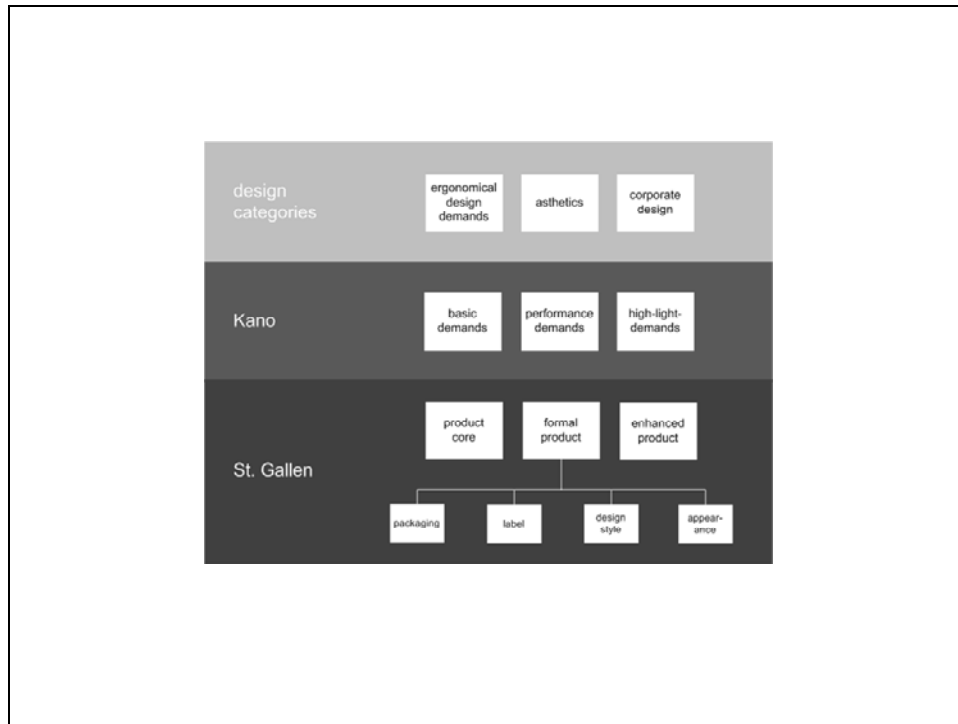 design
categories
ergonomical
design
demands
asthetics
corporate
design
Kano
basic
demands
performance
demands
high-light-
demands
St. Gallen
product
core
formal
product
enhanced
product
packaging
label
design
style
appear-
ance